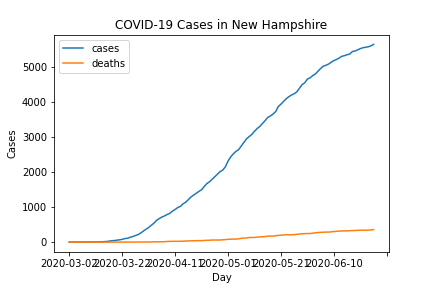 COVID-19 Cases in New Hampshire
cases
deaths
5000
4000
3000
2000
1000
0
Cases
2020-03-02 2020-03-22 2020-04-11 2020-05-01 2020-05-21 2020-06-10
Day